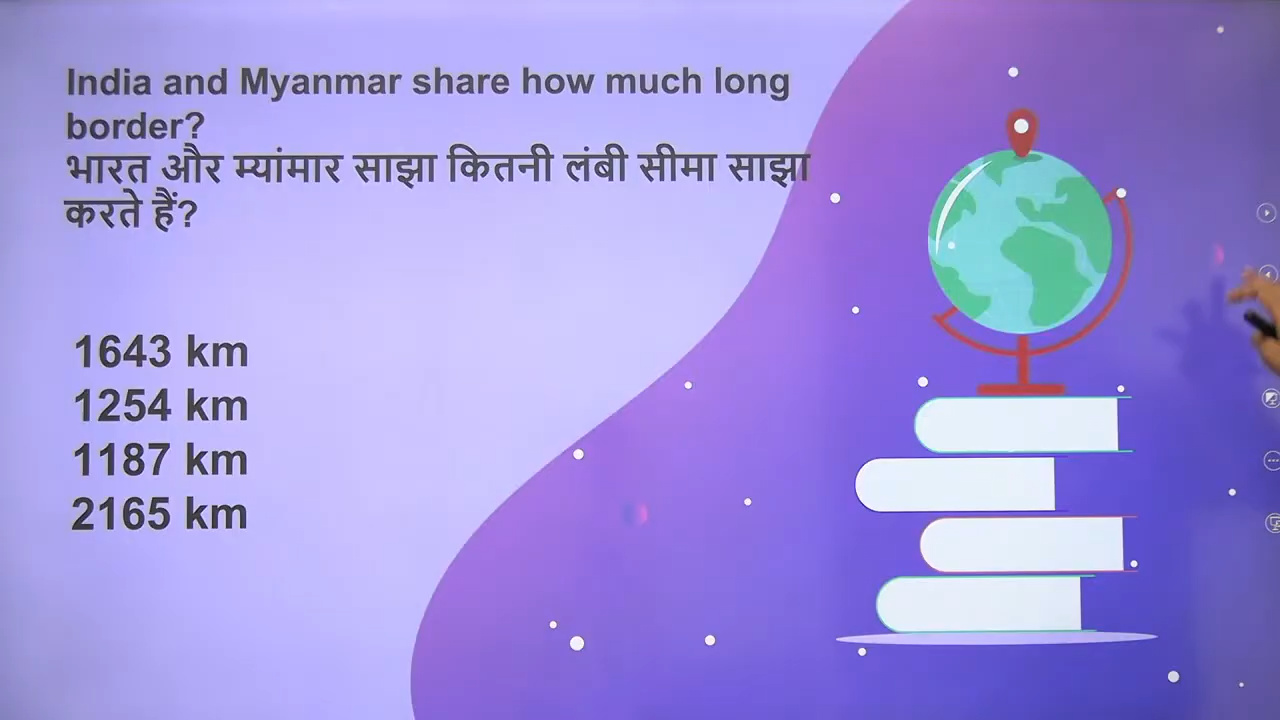 India and Myanmar share how much long
border?
भारत और म्यांमार साझा कितनी लंबी सीमा साझा
करते हैं?
1643 km
1254 km
1187 km
2165 km